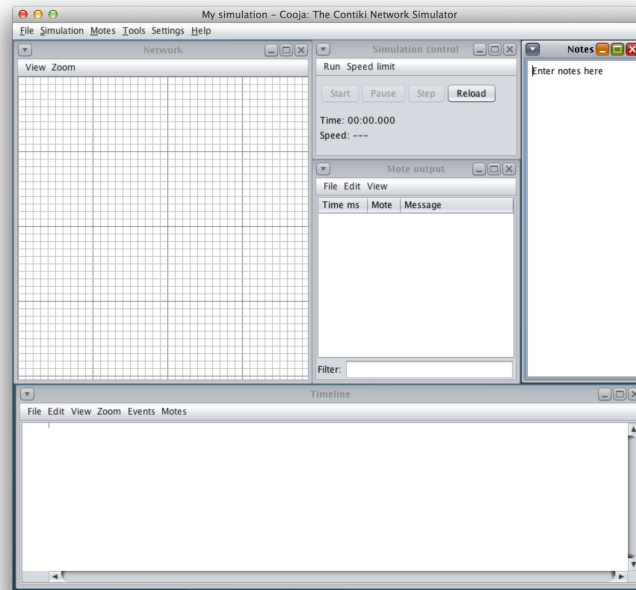 My simulation – Cooja: The Contiki Network Simulator
File Simulation Motes Tools Settings Help
Network
View Zoom
Simulation control
Run Speed limit
Start Pause Step Reload
Time: 00:00.000
Speed: ---
Mote output
File Edit View
Time ms Mote Message
Filter:
Notes
Enter notes here
Timeline
File Edit View Zoom Events Motes